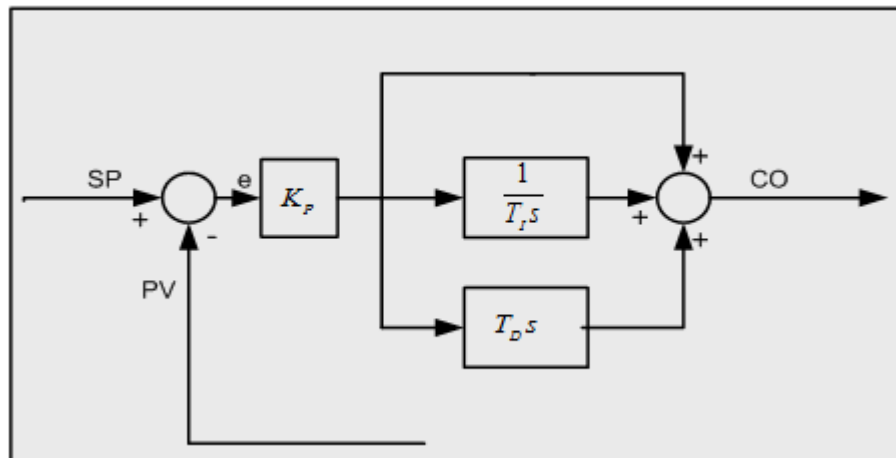 SP
+
-
e
K_P
PV
1
T_I s
T_D s
+
+
+
CO